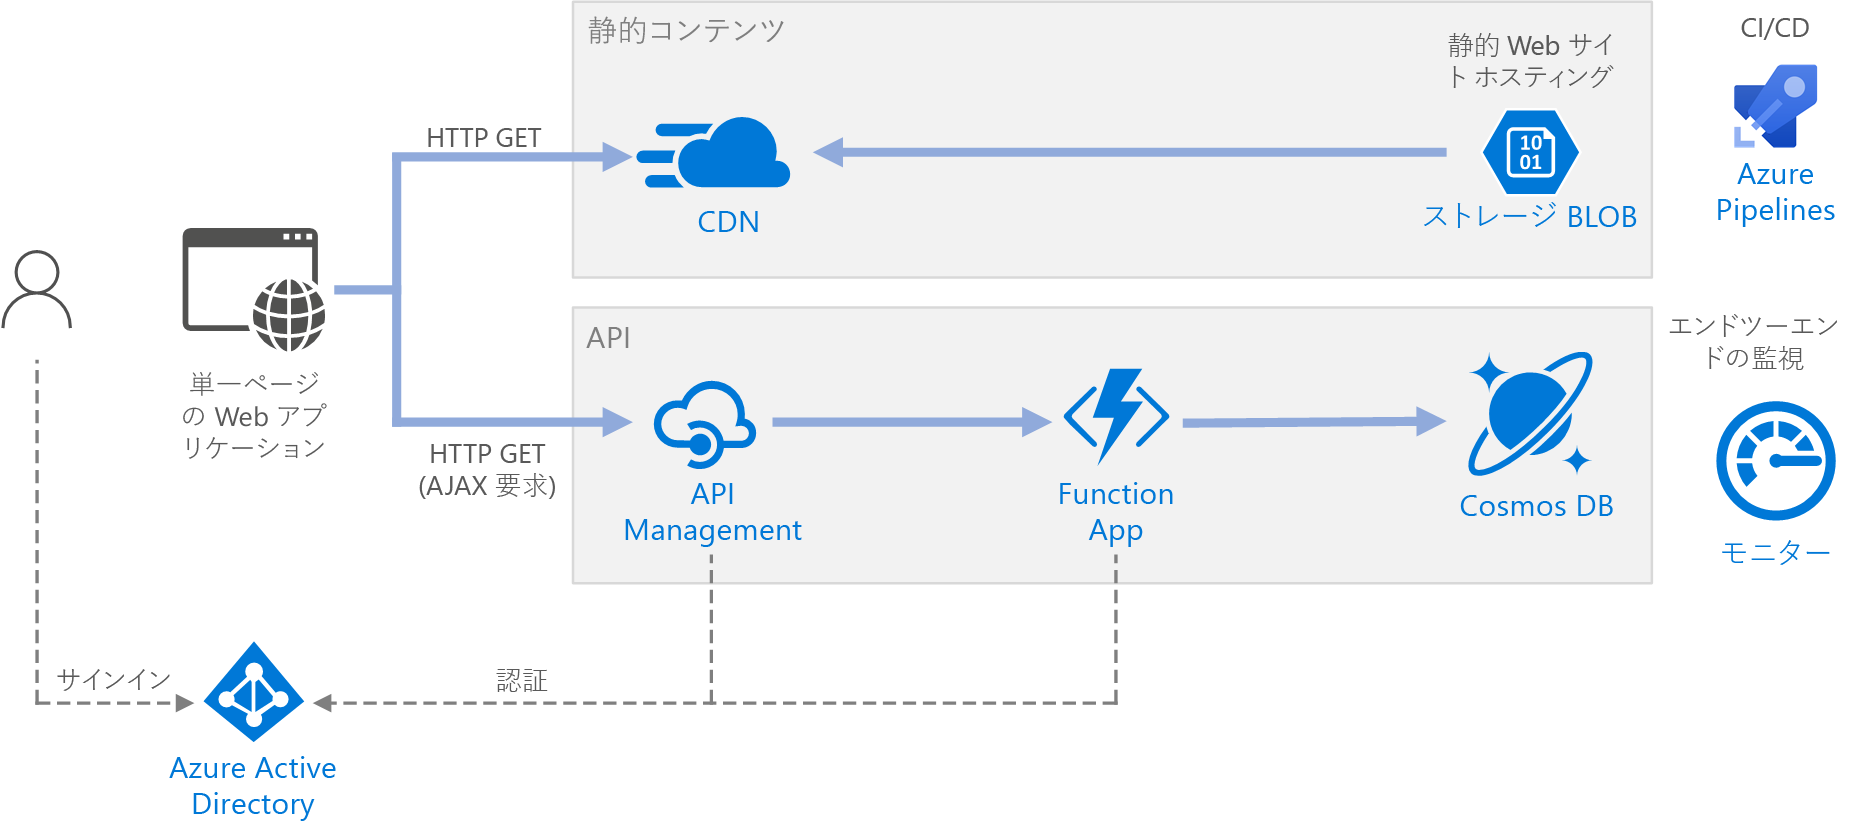 静的コンテンツ
静的 Web サイ
ト ホスティング
CI/CD
HTTP GET
10
01
CDN
ストレージ BLOB
Azure
Pipelines
API
エンドツーエン
ドの監視
単一ページ
の Web アプ
リケーション
HTTP GET
(AJAX 要求)
API
Management
Function
App
Cosmos DB
モニター
サインイン
認証
Azure Active
Directory